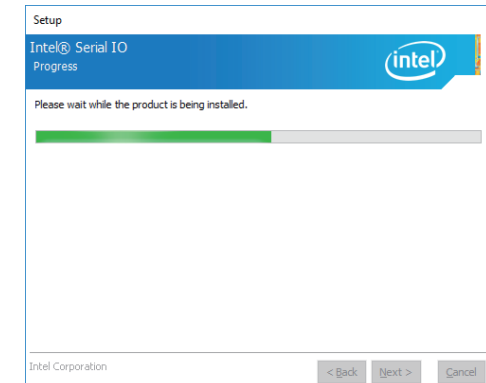 Setup
Intel® Serial IO
Progress
intel
Please wait while the product is being installed.
Intel Corporation
< Back Next > Cancel